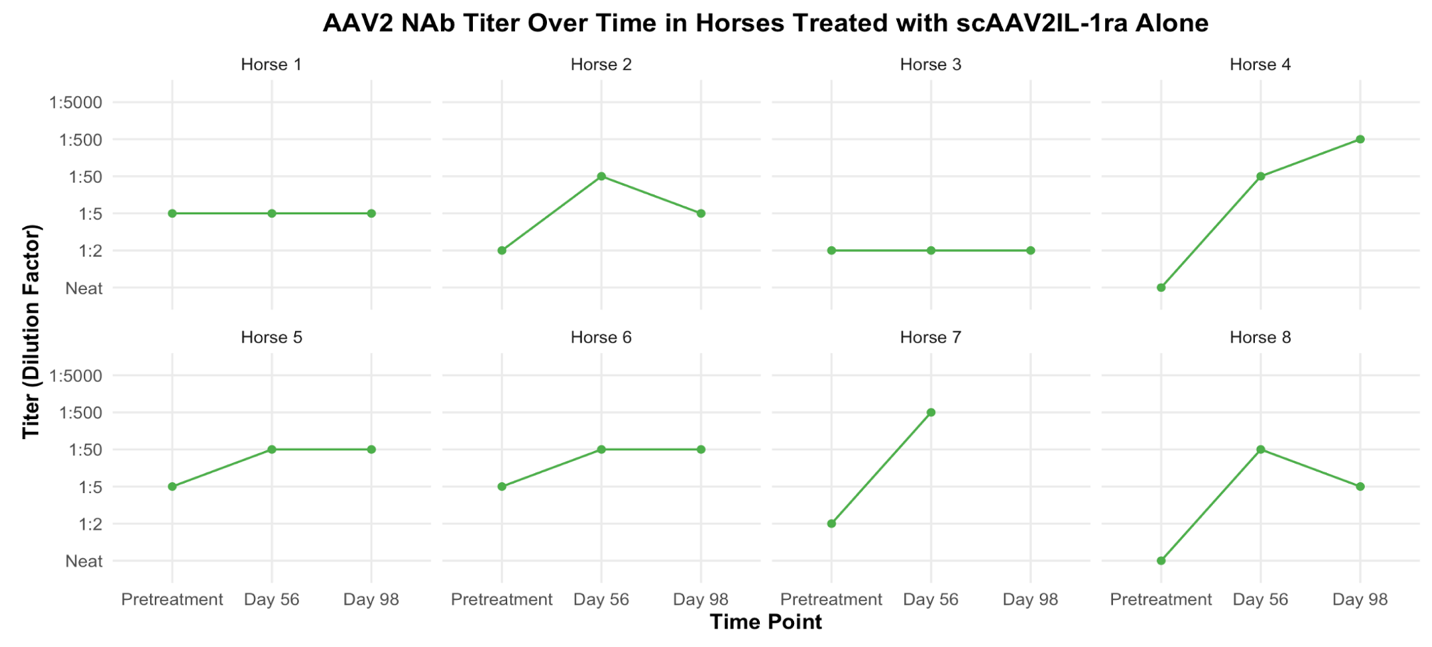 AAV2 NAb Titer Over Time in Horses Treated with scAAV2IL-1ra Alone
Horse 1 Horse 2 Horse 3 Horse 4
1:5000
1:500
1:50
1:5
1:2
Neat
Titer (Dilution Factor)
Horse 5 Horse 6 Horse 7 Horse 8
1:5000
1:500
1:50
1:5
1:2
Neat
Pretreatment Day 56 Day 98 Pretreatment Day 56 Day 98 Pretreatment Day 56 Day 98 Pretreatment Day 56 Day 98
Time Point